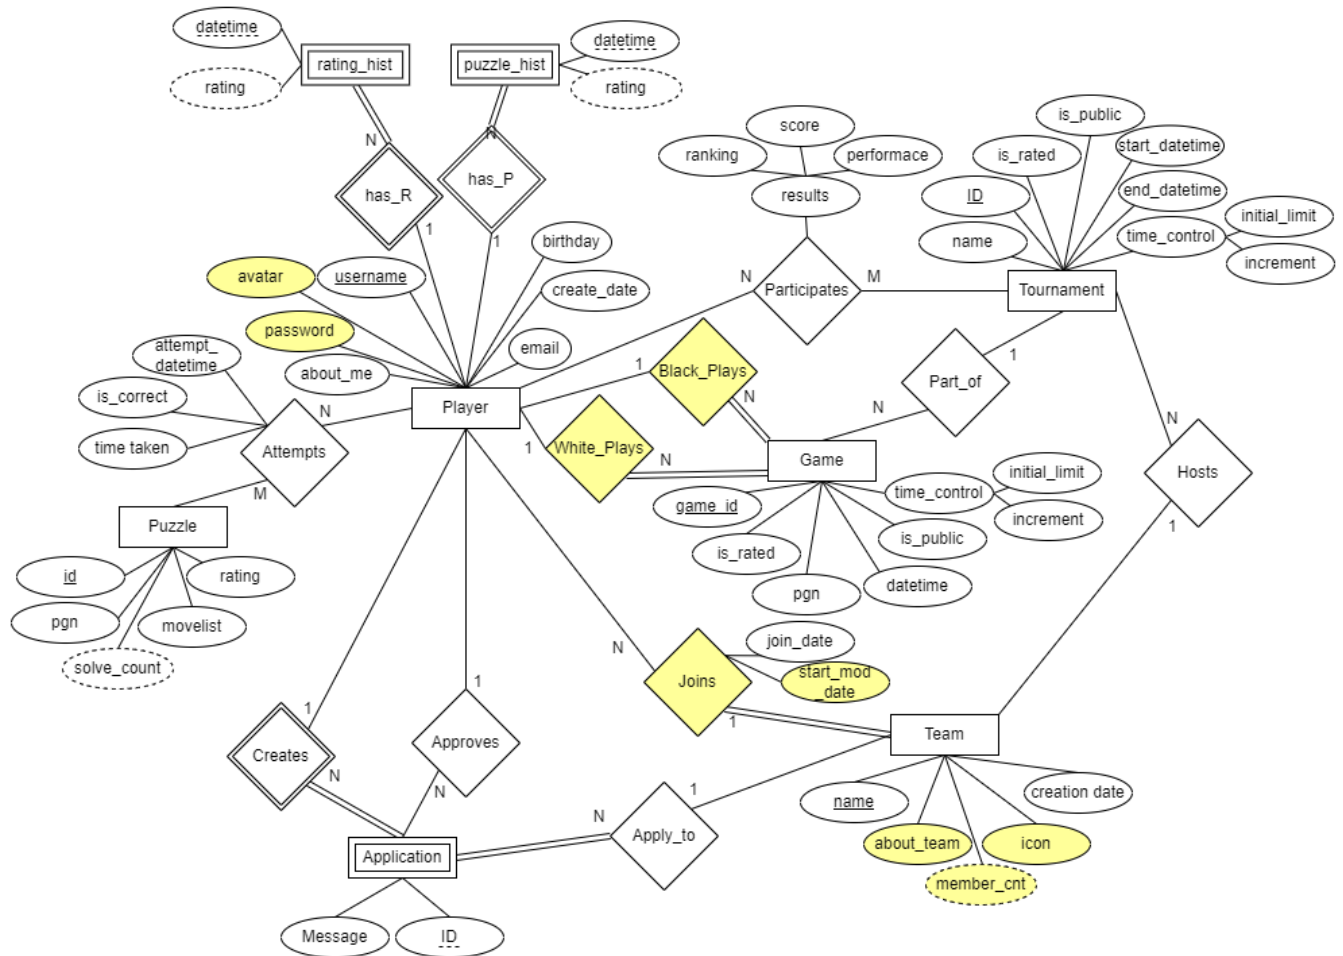 datetime
rating_hist
puzzle_hist
datetime
rating
rating
N
N
has_R
has_P
1
1
score
ranking
performace
results
is_public
is_rated
start_datetime
ID
end_datetime
initial_limit
name
time_control
increment
avatar
username
birthday
create_date
password
email
about_me
N
Participates
M
Tournament
attempt_
datetime
is_correct
time taken
N
Attempts
M
Player
1
Black_Plays
N
1
White_Plays
N
Part_of
1
N
Game
N
Hosts
1
Puzzle
id
rating
pgn
movelist
solve_count
game_id
time_control
initial_limit
increment
is_rated
is_public
pgn
datetime
N
Joins
1
join_date
start_mod
_date
1
Creates
N
1
Approves
N
Team
name
creation date
about_team
icon
member_cnt
1
Apply_to
N
Application
Message
ID